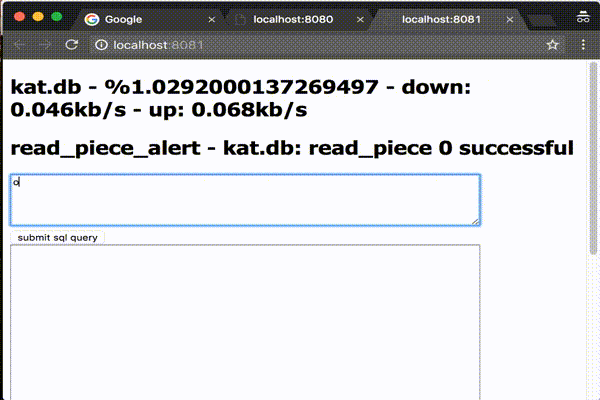 Google
localhost:8080
localhost:8081
localhost:8081
kat.db - %1.0292000137269497 - down:
0.046kb/s - up: 0.068kb/s
read_piece_alert - kat.db: read_piece 0 successful
o
submit sql query